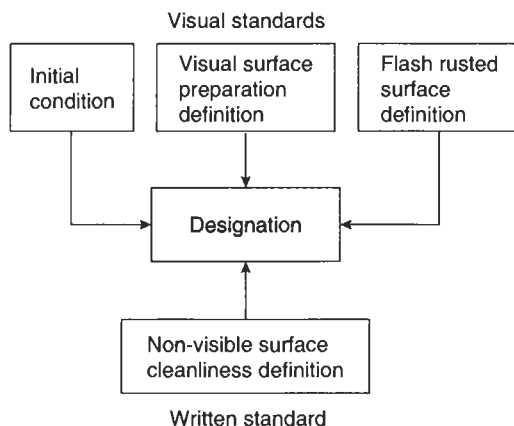 Visual standards
Initial
condition
Visual surface
preparation
definition
Flash rusted
surface
definition
Designation
Non-visible surface
cleanliness definition
Written standard